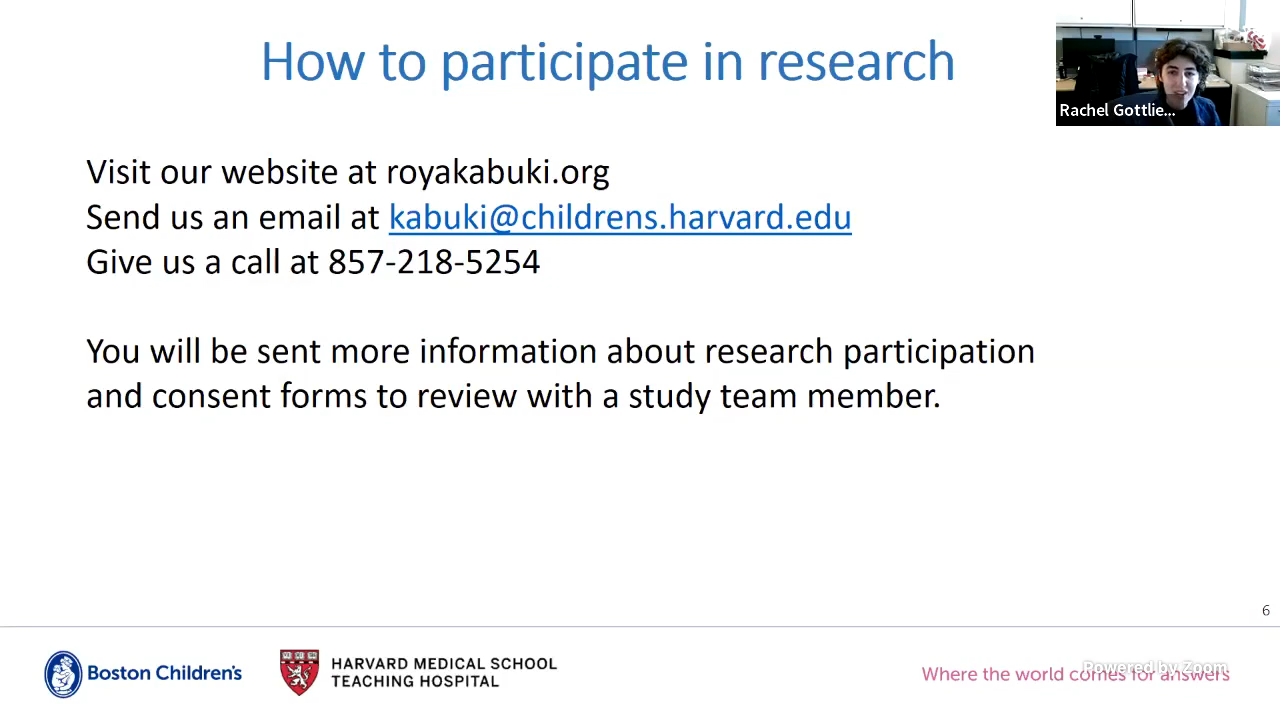 How to participate in research
Rachel Gottlie...
Visit our website at royakabuki.org
Send us an email at kabuki@childrens.harvard.edu
Give us a call at 857-218-5254
You will be sent more information about research participation
and consent forms to review with a study team member.
6
Boston Children's
HARVARD MEDICAL SCHOOL
TEACHING HOSPITAL
Where the world comes for answers
Powered by Zoom